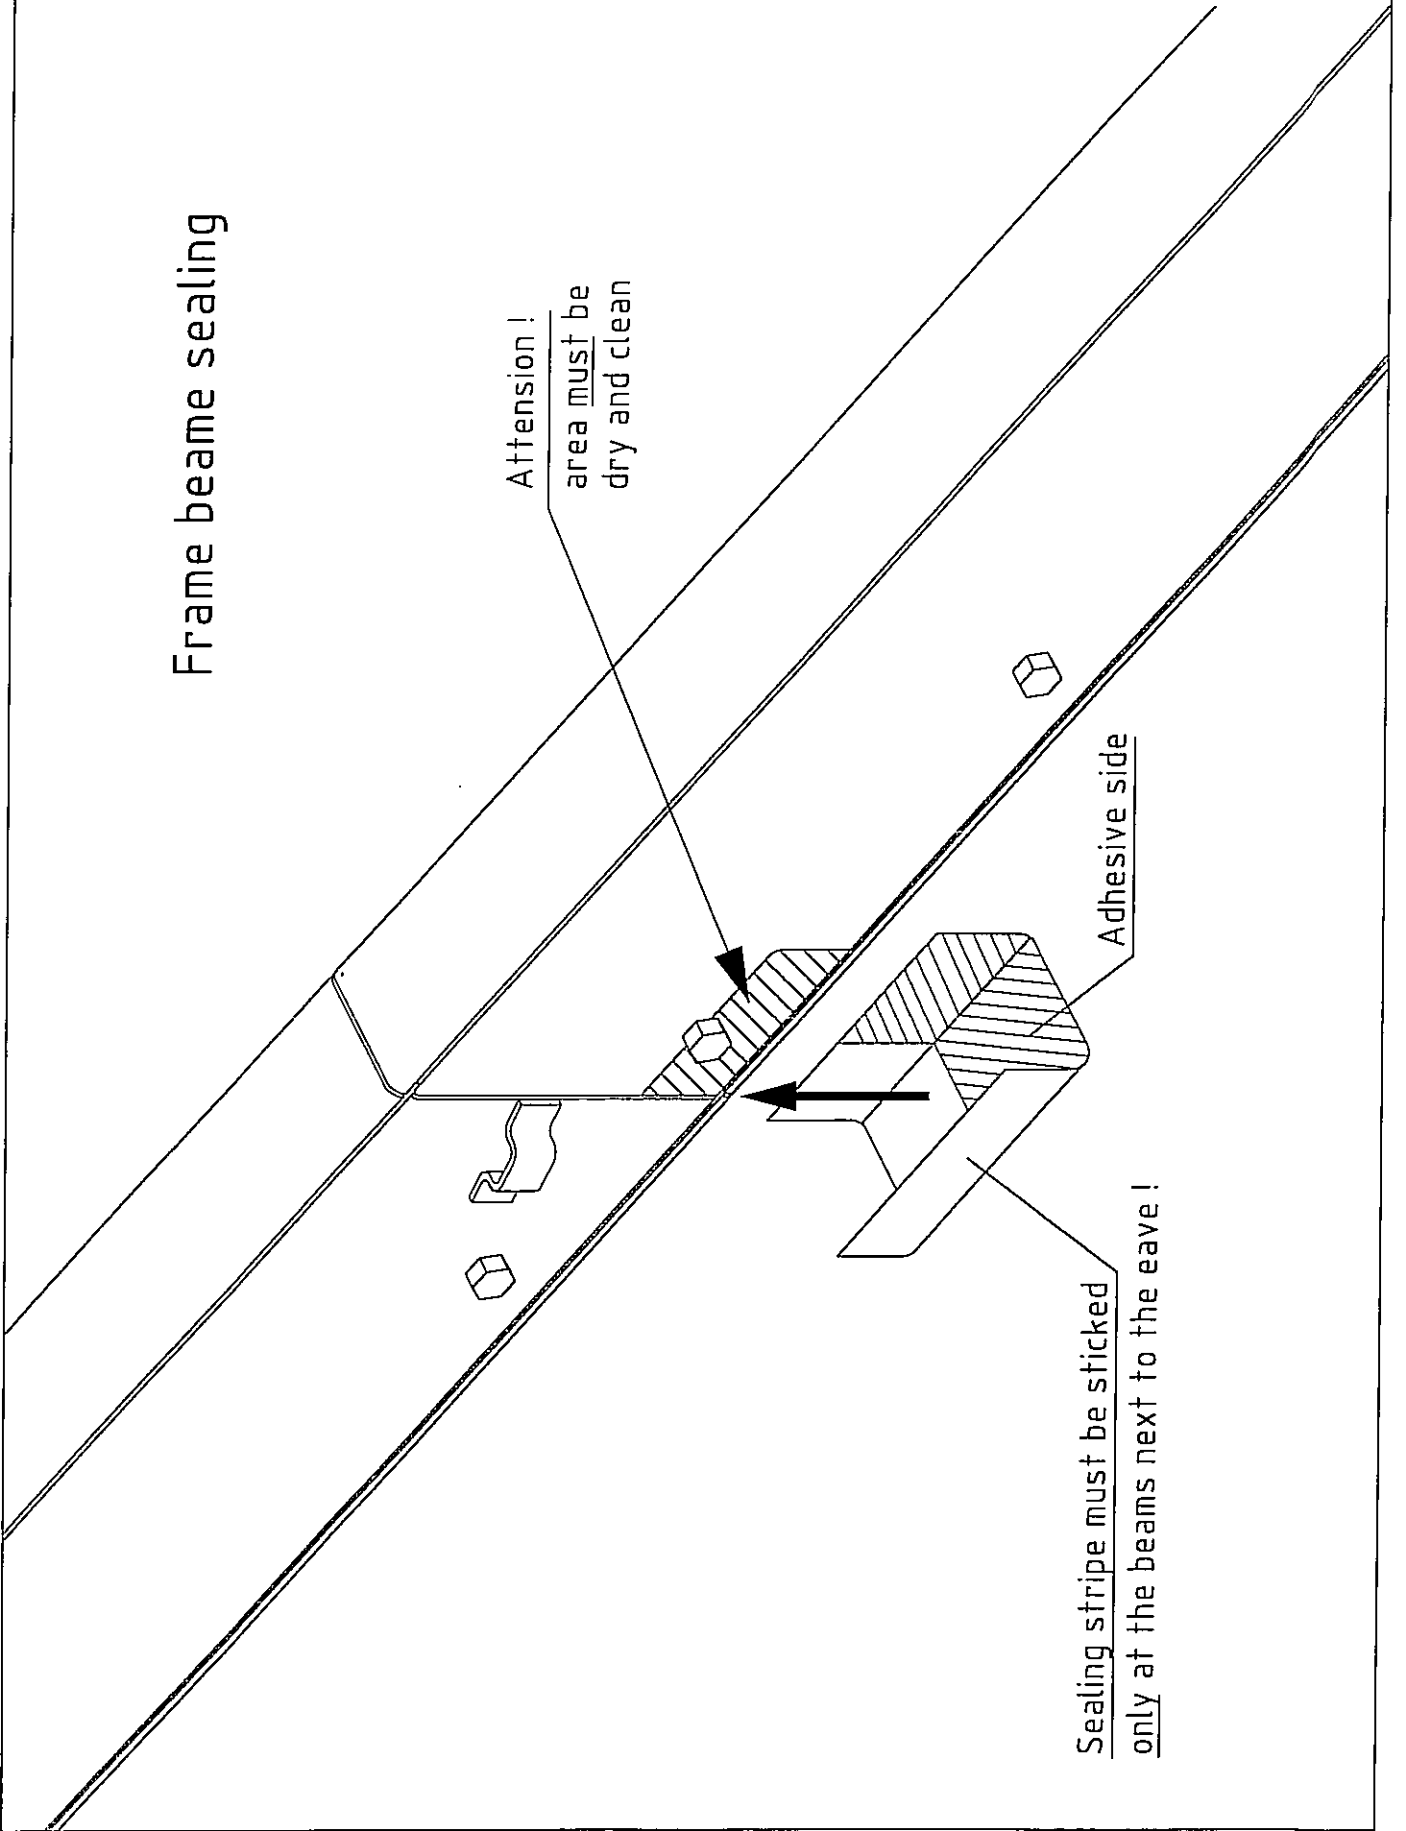 Frame beame sealing
Attension !
area must be
dry and clean
Adhesive side
Sealing stripe must be sticked
only at the beams next to the eave !